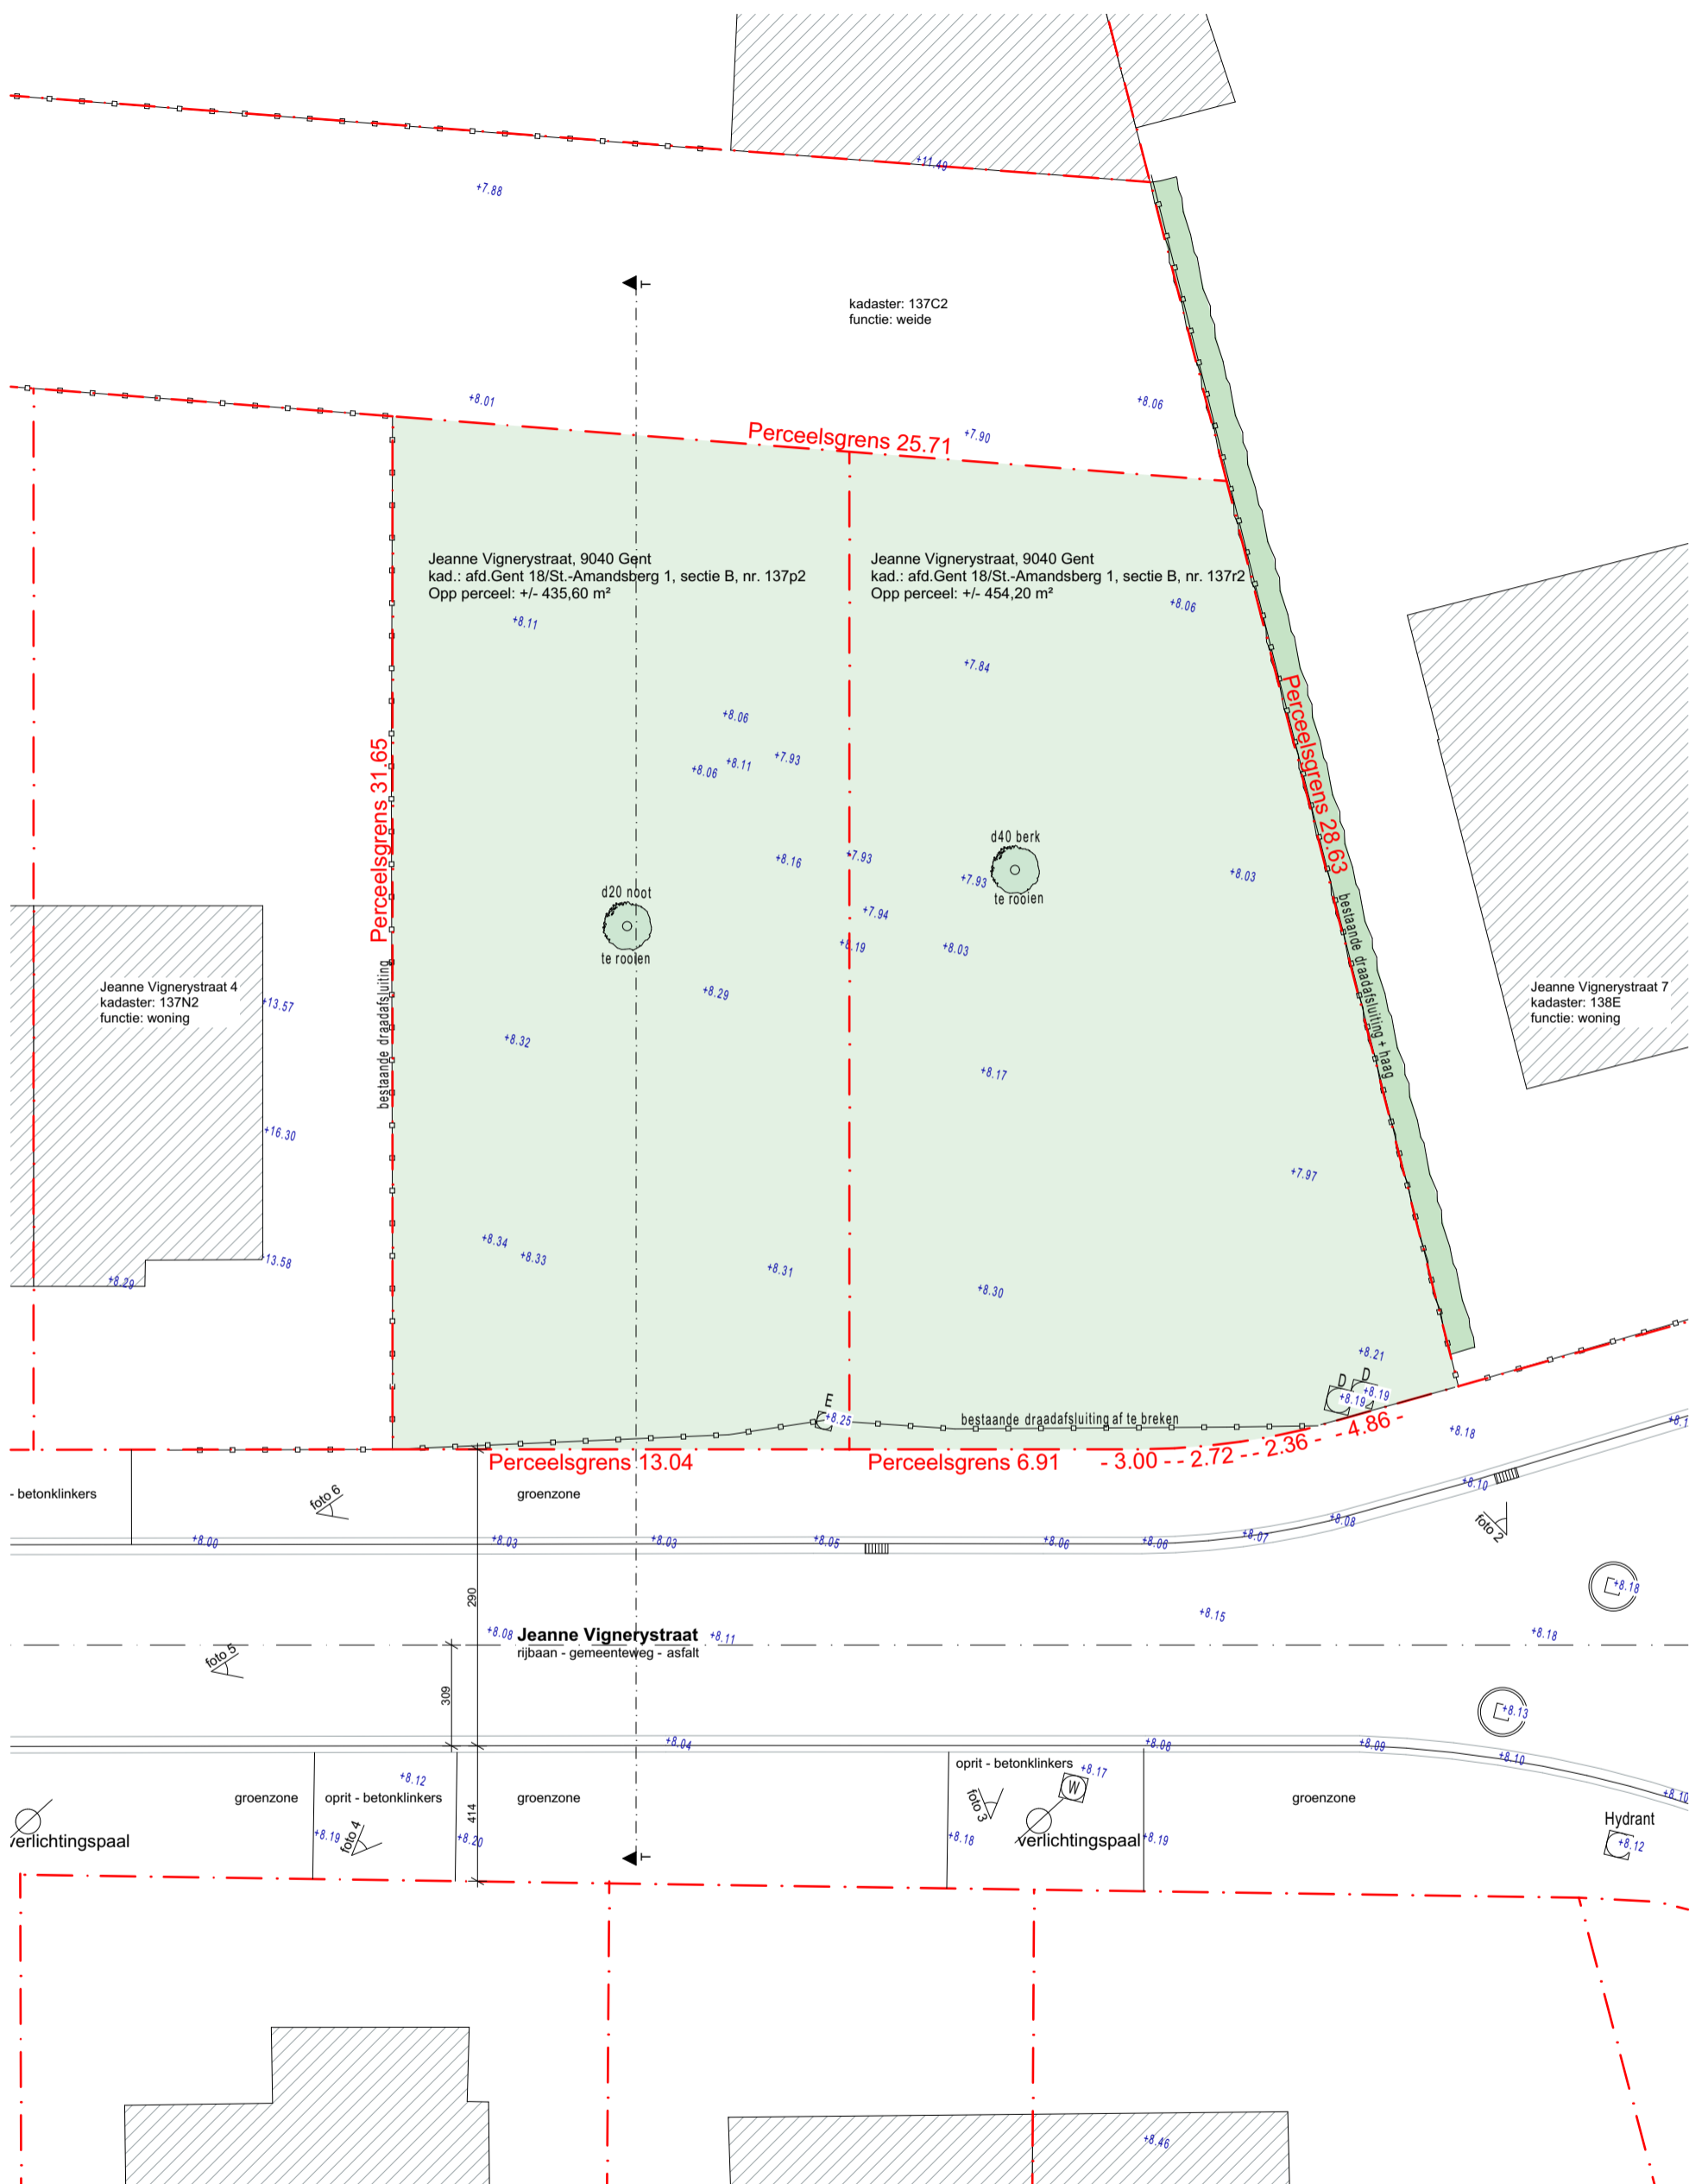 +11.49
+7.88
T
kadaster: 137C2
functie: weide
+8.01
+8.06
Perceelsgrens 25.71
+7.90
Jeanne Vignerystraat, 9040 Gent
kad.: afd.Gent 18/St.-Amandsberg 1, sectie B, nr. 137p2
Opp perceel: +/- 435,60 m²
Jeanne Vignerystraat, 9040 Gent
kad.: afd.Gent 18/St.-Amandsberg 1, sectie B, nr. 137r2
Opp perceel: +/- 454,20 m²
+8.06
+8.11
+7.84
Perceelsgrens 28.63
+8.06
Perceelsgrens 31.65
+7.93
+8.11
+8.06
d40 berk
+7.93
+8.16
+7.93
+8.03
te rooien
d20 noot
+7.94
bestaande draadafsluiting + haag
+8.19
+8.03
te rooien
bestaande draadafsluiting
Jeanne Vignerystraat 4
kadaster: 137N2
functie: woning
+13.57
+8.29
Jeanne Vignerystraat 7
kadaster: 138E
functie: woning
+8.32
+8.17
+16.30
+7.97
+8.34
+8.33
13.58
+8.31
+8.29
+8.30
+8.21
D
D
+8.19
+8.19
E
+8.25
bestaande draadafsluiting af te breken
+8.18
Perceelsgrens 13.04
Perceelsgrens 6.91
- 3.00 -
- 2.72 -
- 2.36 -
- 4.86 -
- betonklinkers
foto 6
groenzone
+8.10
foto 2
+8.00
+8.03
+8.03
+8.05
+8.06
+8.06
+8.07
+8.08
290
+8.18
+8.15
+8.08
Jeanne Vignerystraat
+8.11
+8.18
rijbaan - gemeenteweg - asfalt
foto 5
309
+8.13
+8.04
+8.08
+8.09
+8.10
oprit - betonklinkers
+8.17
+8.12
W
groenzone
oprit - betonklinkers
groenzone
foto 3
groenzone
+8.10
414
Hydrant
verlichtingspaal
+8.19
foto 4
+8.20
+8.18
verlichtingspaal
+8.19
+8.12
T
+8.46